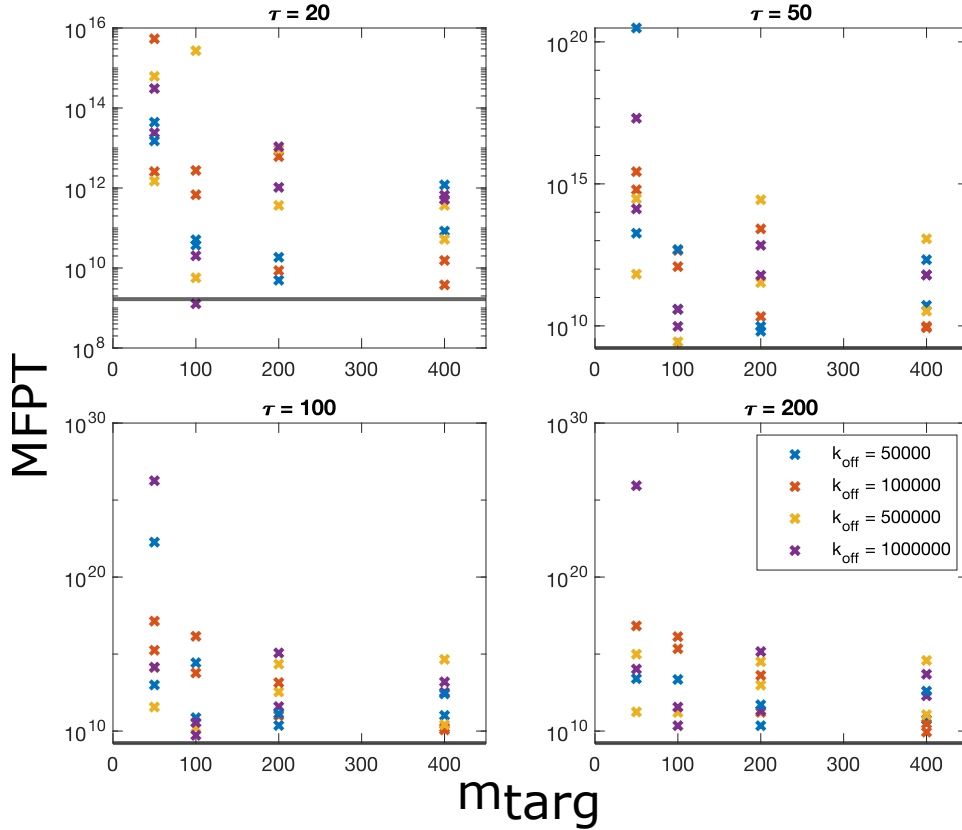 τ = 20
10^16
10^14
10^12
10^10
10^8
0 100 200 300 400
τ = 50
10^20
10^15
10^10
0 100 200 300 400
MFPT
τ = 100
10^30
10^20
10^10
0 100 200 300 400
τ = 200
10^30
10^20
10^10
0 100 200 300 400
k_off = 50000
k_off = 100000
k_off = 500000
k_off = 1000000
m_targ